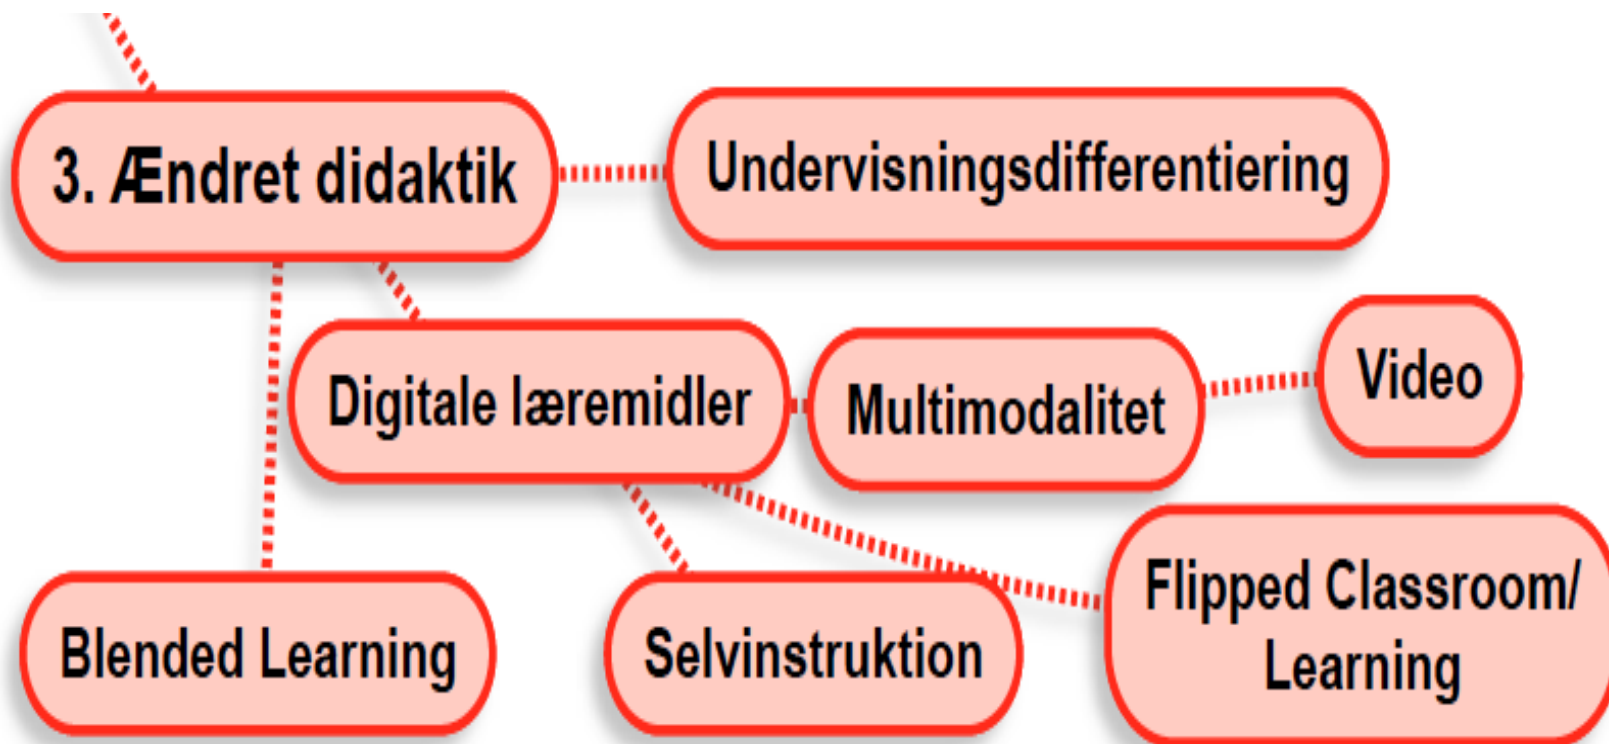 3. Ændret didaktik
Undervisningsdifferentiering
Digitale læremidler
Multimodalitet
Video
Blended Learning
Selvinstruktion
Flipped Classroom/
Learning